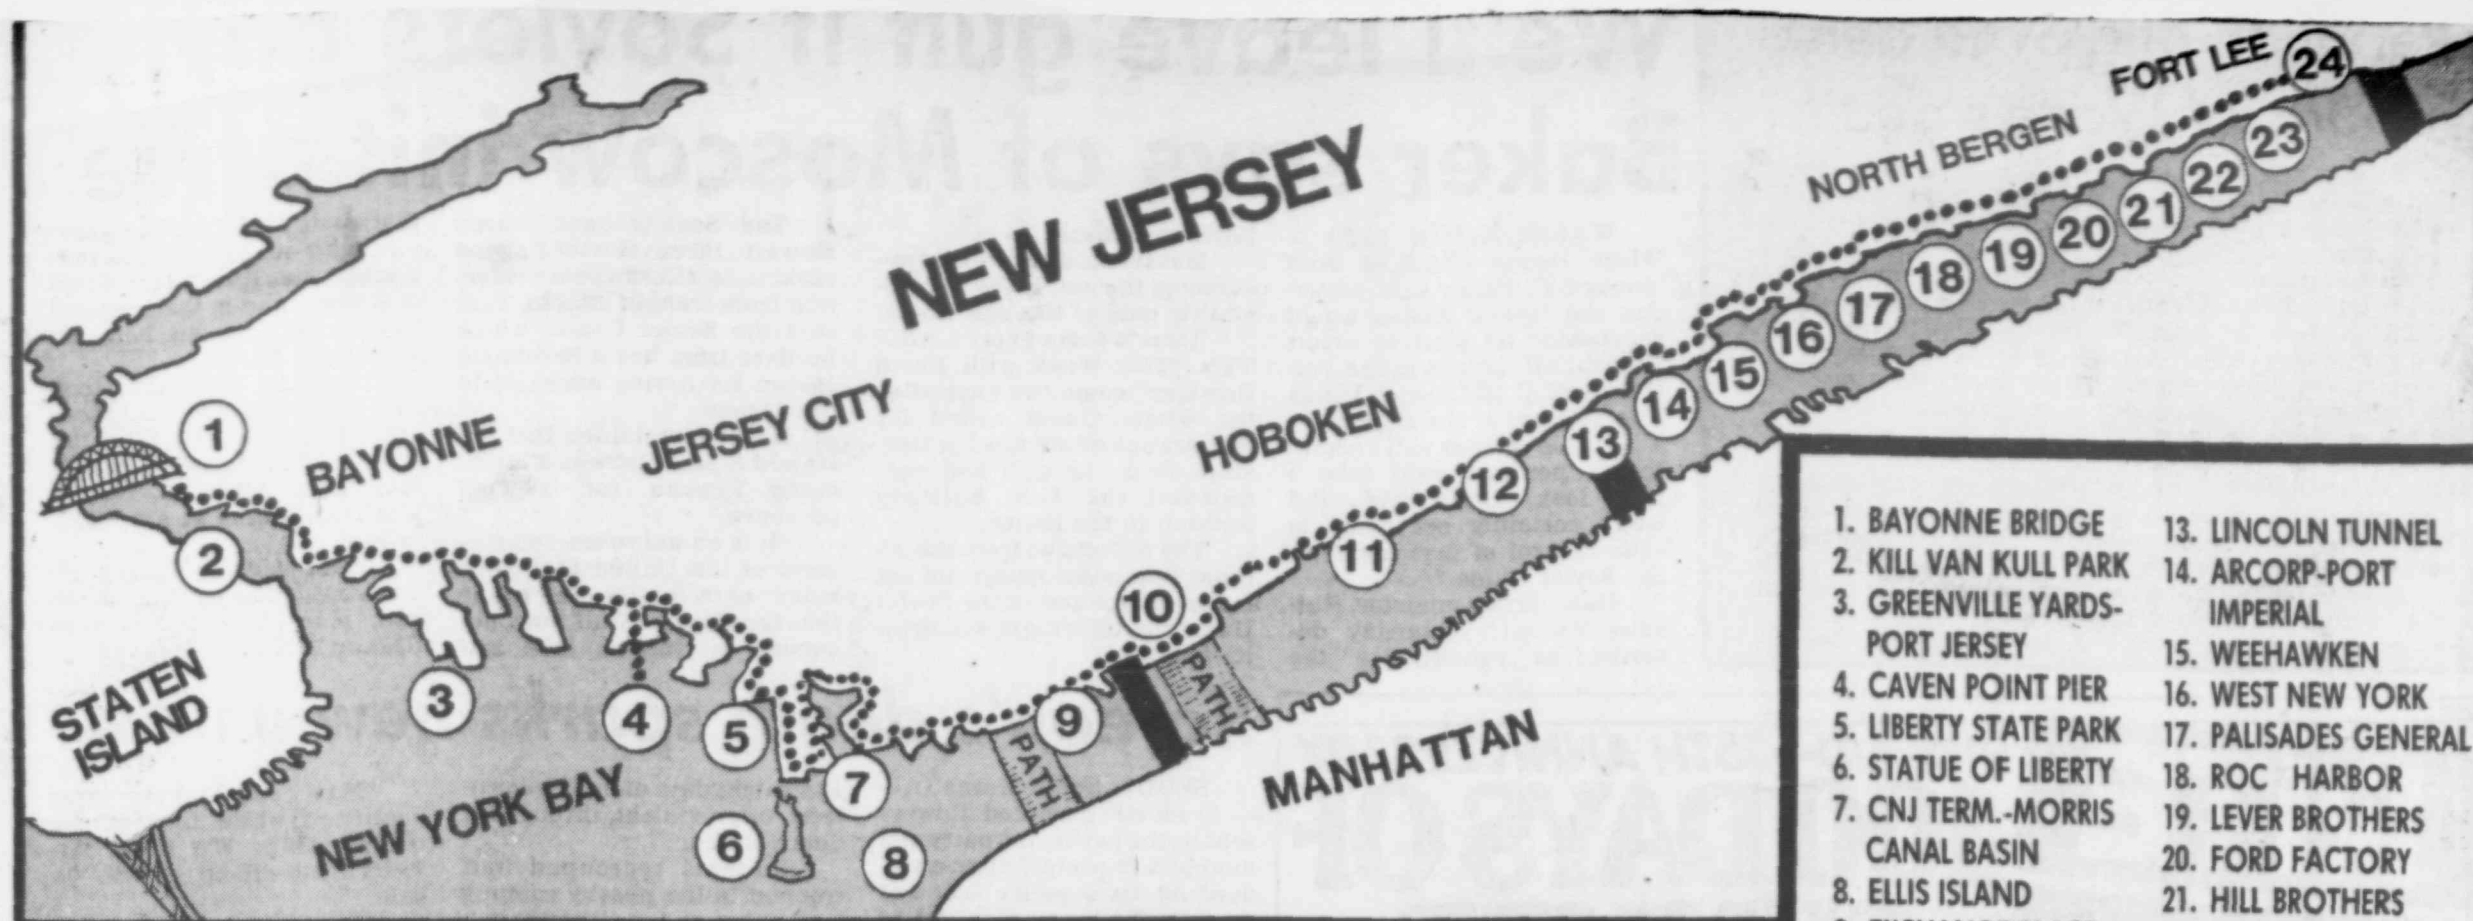 FORT LEE
24
NORTH BERGEN
23
22
21
20
19
18
17
16
15
14
13
12
11
10
9
NEW JERSEY
HOBOKEN
JERSEY CITY
BAYONNE
1
2
3
4
5
6
7
8
PATH
PATH
STATEN
ISLAND
NEW YORK BAY
MANHATTAN
1. BAYONNE BRIDGE
2. KILL VAN KULL PARK
3. GREENVILLE YARDS-
PORT JERSEY
4. CAVEN POINT PIER
5. LIBERTY STATE PARK
6. STATUE OF LIBERTY
7. CNJ TERM.-MORRIS
CANAL BASIN
8. ELLIS ISLAND
13. LINCOLN TUNNEL
14. ARCORP-PORT
IMPERIAL
15. WEEHAWKEN
16. WEST NEW YORK
17. PALISADES GENERAL
18. ROC HARBOR
19. LEVER BROTHERS
20. FORD FACTORY
21. HILL BROTHERS